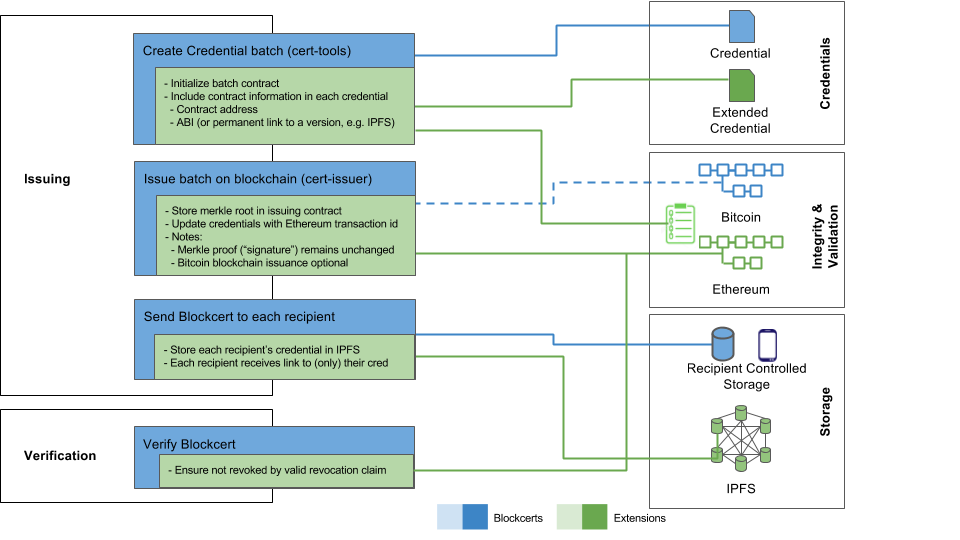 Issuing
Create Credential batch (cert-tools)
- Initialize batch contract
- Include contract information in each credential
- Contract address
- ABI (or permanent link to a version, e.g. IPFS)
Issue batch on blockchain (cert-issuer)
- Store merkle root in issuing contract
- Update credentials with Ethereum transaction id
- Notes:
- Merkle proof (“signature”) remains unchanged
- Bitcoin blockchain issuance optional
Send Blockcert to each recipient
- Store each recipient’s credential in IPFS
- Each recipient receives link to (only) their cred
Verification
Verify Blockcert
- Ensure not revoked by valid revocation claim
Credential
Extended
Credential
Credentials
Bitcoin
Ethereum
Integrity &
Validation
Recipient Controlled
Storage
IPFS
Storage
Blockcerts
Extensions